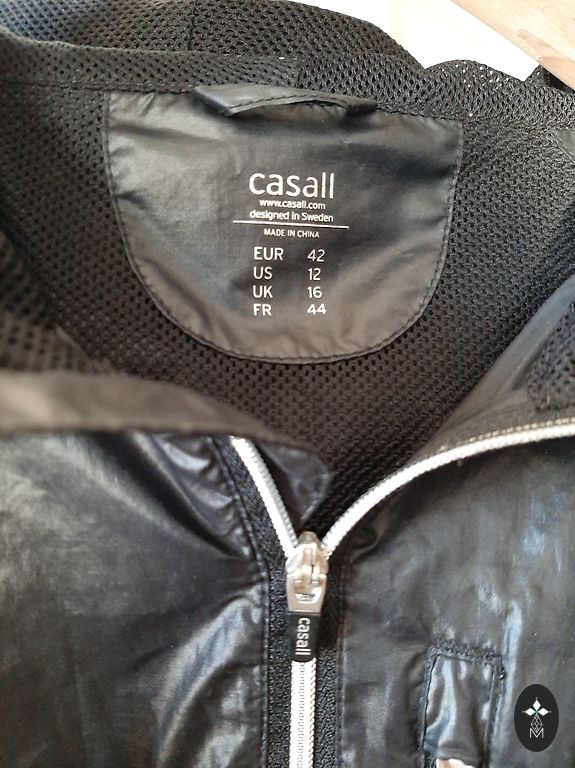 casall
www.casall.com
designed in Sweden
MADE IN CHINA
EUR 42
US 12
UK 16
FR 44
casall
M